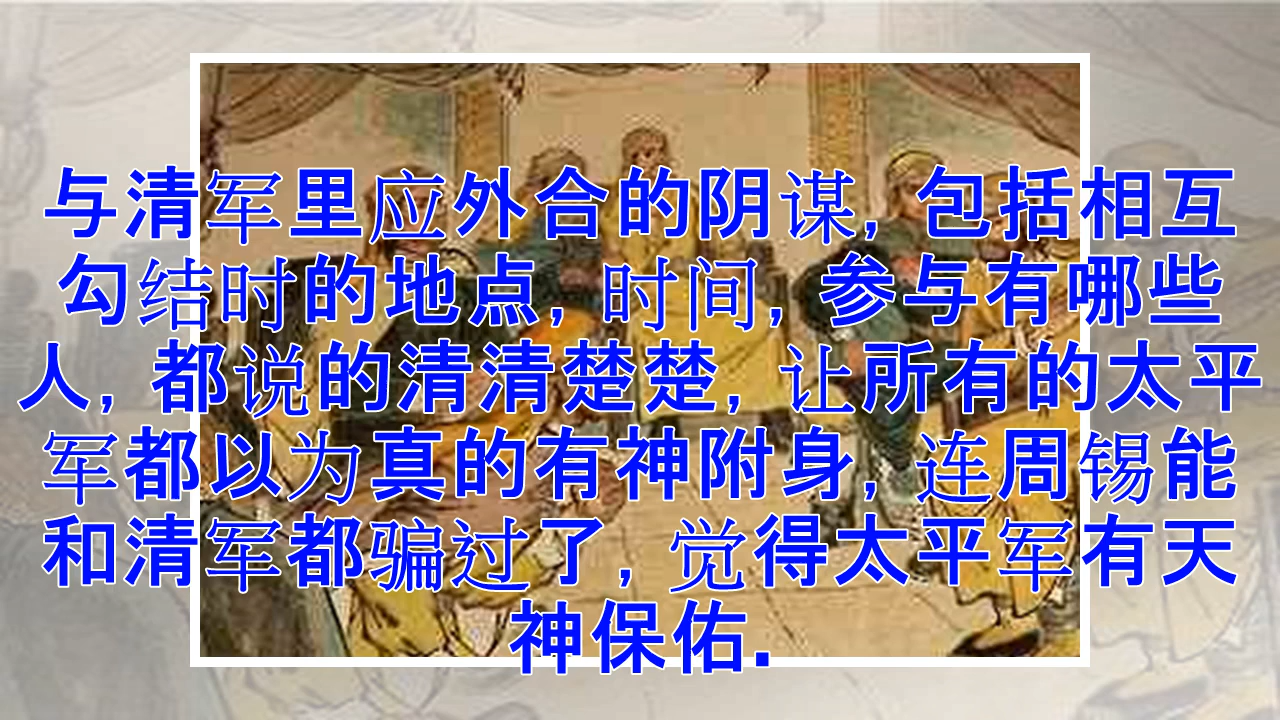 与清军里应外合的阴谋, 包括相互
勾结时的地点, 时间, 参与有哪些
人, 都说的清清楚楚, 让所有的太平
军都以为真的有神附身, 连周锡能
和清军都骗过了, 觉得太平军有天
神保佑.